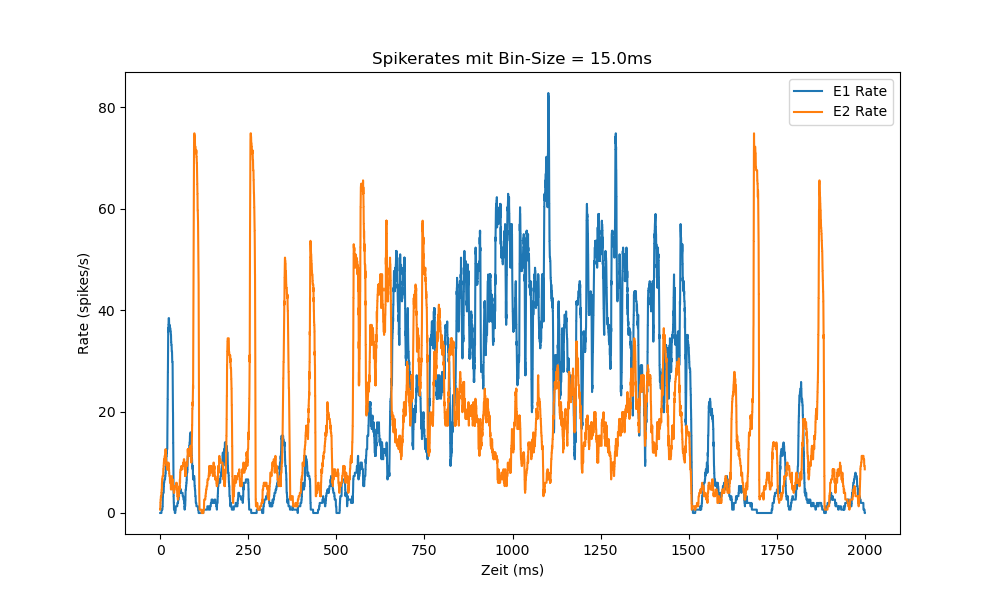 Spikerates mit Bin-Size = 15.0ms
E1 Rate
E2 Rate
Rate (spikes/s)
80
60
40
20
0
0 250 500 750 1000 1250 1500 1750 2000
Zeit (ms)